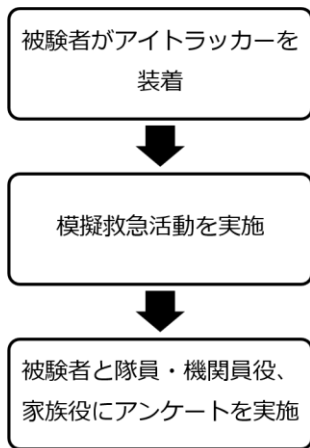 被験者がアイトラッカーを
装着
模擬救急活動を実施
被験者と隊員・機関員役、
家族役にアンケートを実施